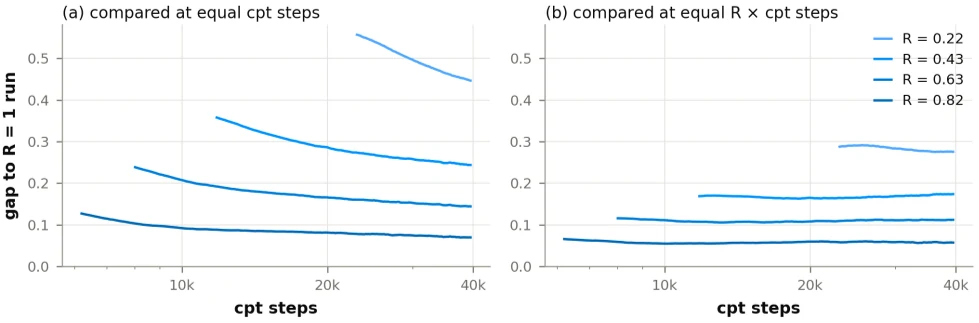 (a) compared at equal cpt steps
gap to R = 1 run
0.5
0.4
0.3
0.2
0.1
0.0
10k
20k
40k
cpt steps
(b) compared at equal R × cpt steps
R = 0.22
R = 0.43
R = 0.63
R = 0.82
0.5
0.4
0.3
0.2
0.1
0.0
10k
20k
40k
cpt steps